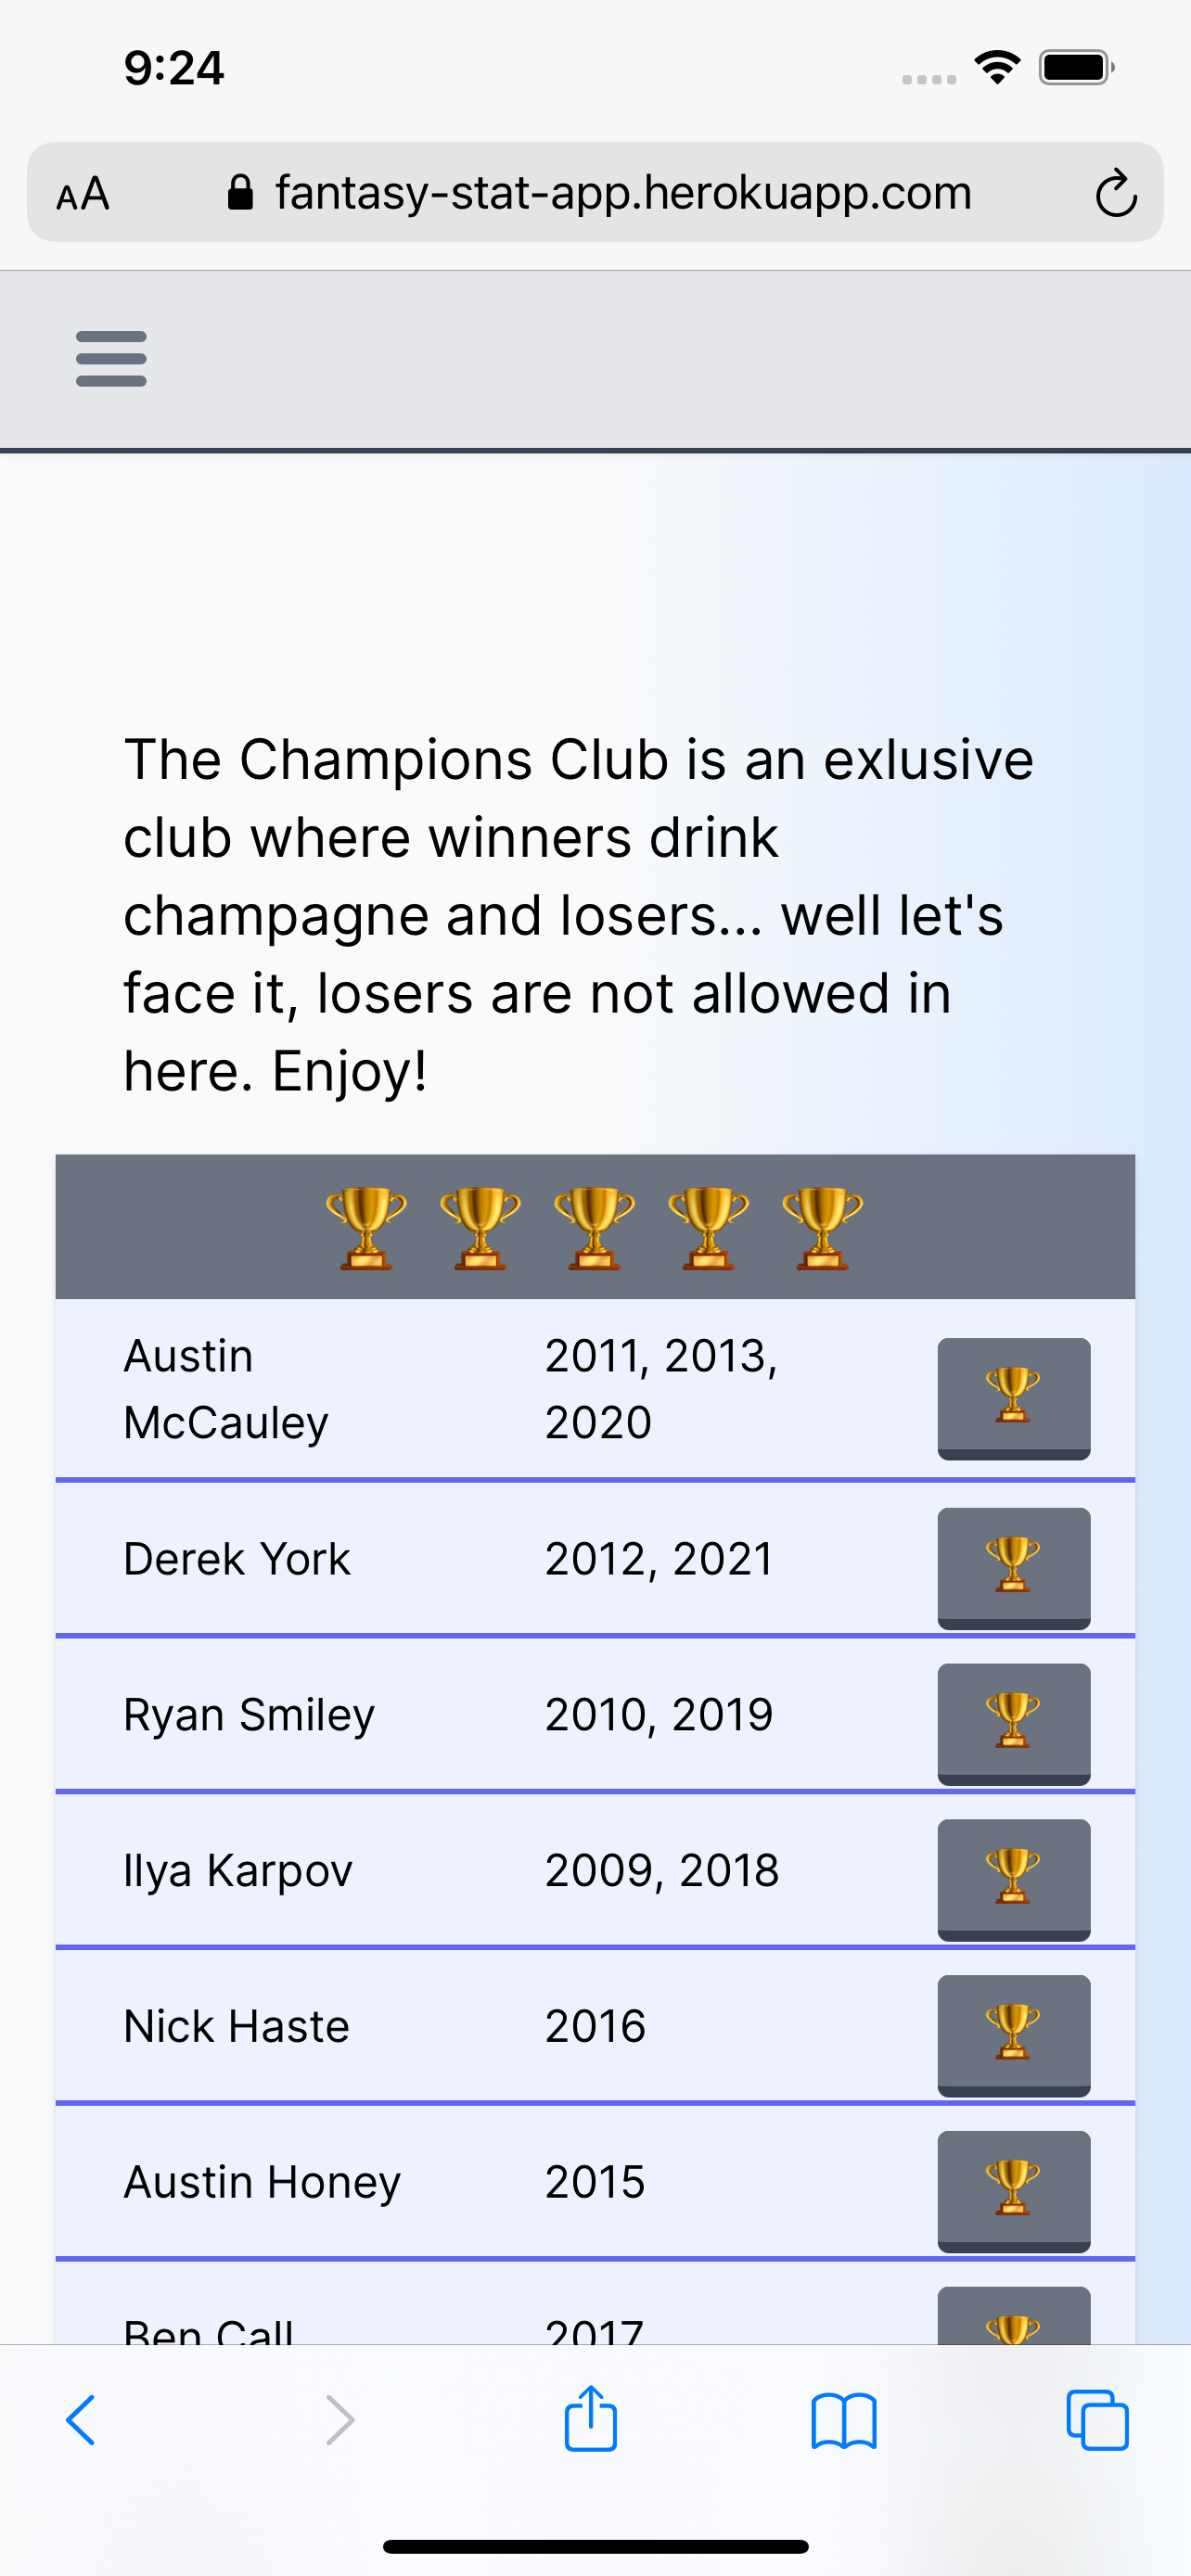 9:24
AA fantasy-stat-app.herokuapp.com
The Champions Club is an exlusive
club where winners drink
champagne and losers... well let's
face it, losers are not allowed in
here. Enjoy!
Austin 2011, 2013,
McCauley 2020
Derek York 2012, 2021
Ryan Smiley 2010, 2019
Ilya Karpov 2009, 2018
Nick Haste 2016
Austin Honey 2015
Ben Call 2017